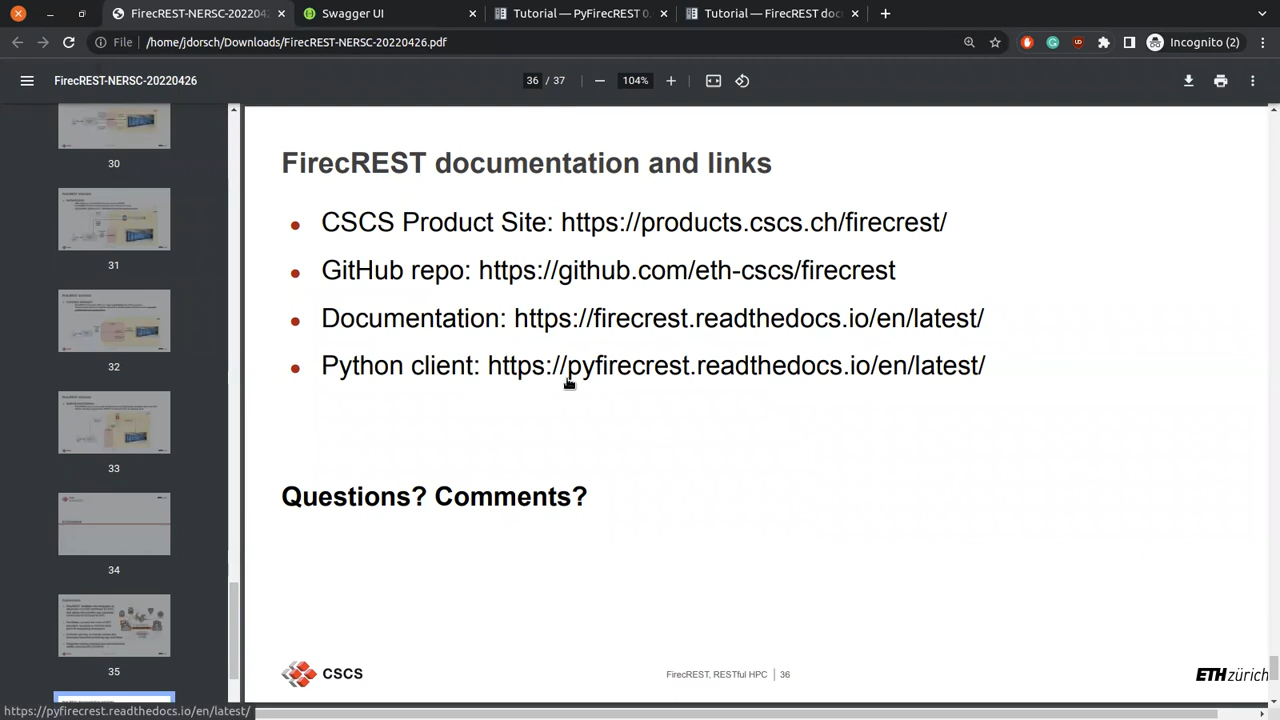 FirecREST-NERSC-2022042
Swagger UI
Tutorial — PyFirecREST 0.
Tutorial — FirecREST doc
File
/home/jdorsch/Downloads/FirecREST-NERSC-20220426.pdf
Incognito (2)
FirecREST-NERSC-20220426
36 / 37
104%
30
31
32
33
34
35
FirecREST documentation and links
• CSCS Product Site: https://products.cscs.ch/firecrest/
• GitHub repo: https://github.com/eth-cscs/firecrest
• Documentation: https://firecrest.readthedocs.io/en/latest/
• Python client: https://pyfirecrest.readthedocs.io/en/latest/
Questions? Comments?
CSCS
FirecREST, RESTful HPC | 36
ETH zürich
https://pyfirecrest.readthedocs.io/en/latest/